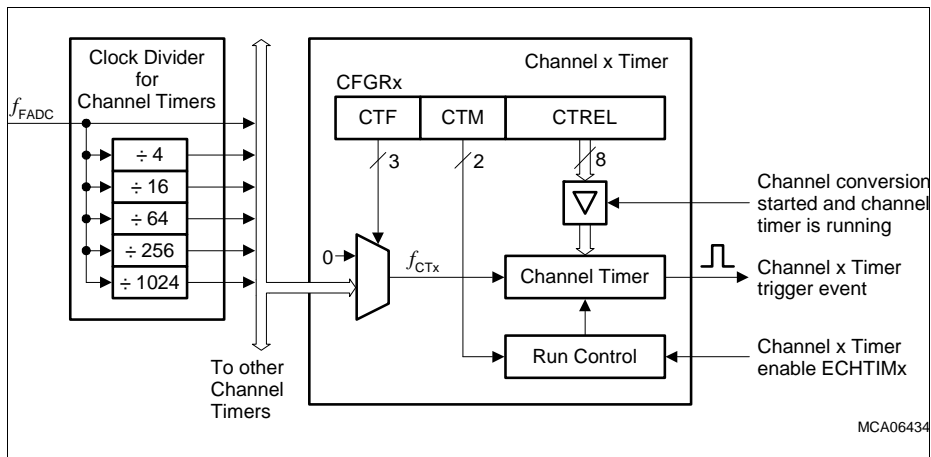 Clock Divider
for
Channel Timers
fFADC
÷ 4
÷ 16
÷ 64
÷ 256
÷ 1024
To other
Channel
Timers
Channel x Timer
CFGRx
CTF
CTM
CTREL
3
2
8
Channel conversion
started and channel
timer is running
0
fCTx
Channel Timer
Channel x Timer
trigger event
Run Control
Channel x Timer
enable ECHTIMx
MCA06434